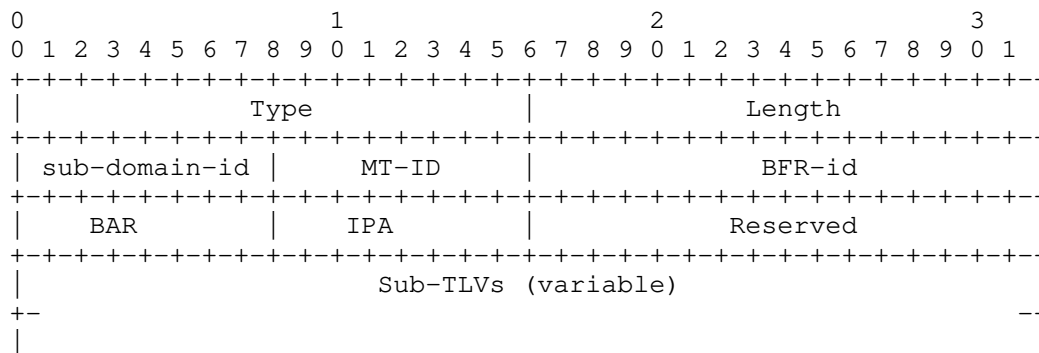 0                   1                   2                   3
0 1 2 3 4 5 6 7 8 9 0 1 2 3 4 5 6 7 8 9 0 1 2 3 4 5 6 7 8 9 0 1
+-+-+-+-+-+-+-+-+-+-+-+-+-+-+-+-+-+-+-+-+-+-+-+-+-+-+-+-+-+-+-+--
|              Type             |             Length
+-+-+-+-+-+-+-+-+-+-+-+-+-+-+-+-+-+-+-+-+-+-+-+-+-+-+-+-+-+-+-+--
| sub-domain-id |     MT-ID     |              BFR-id
+-+-+-+-+-+-+-+-+-+-+-+-+-+-+-+-+-+-+-+-+-+-+-+-+-+-+-+-+-+-+-+--
|    BAR        |    IPA        |            Reserved
+-+-+-+-+-+-+-+-+-+-+-+-+-+-+-+-+-+-+-+-+-+-+-+-+-+-+-+-+-+-+-+--
|                      Sub-TLVs (variable)
+-                                                             --
|